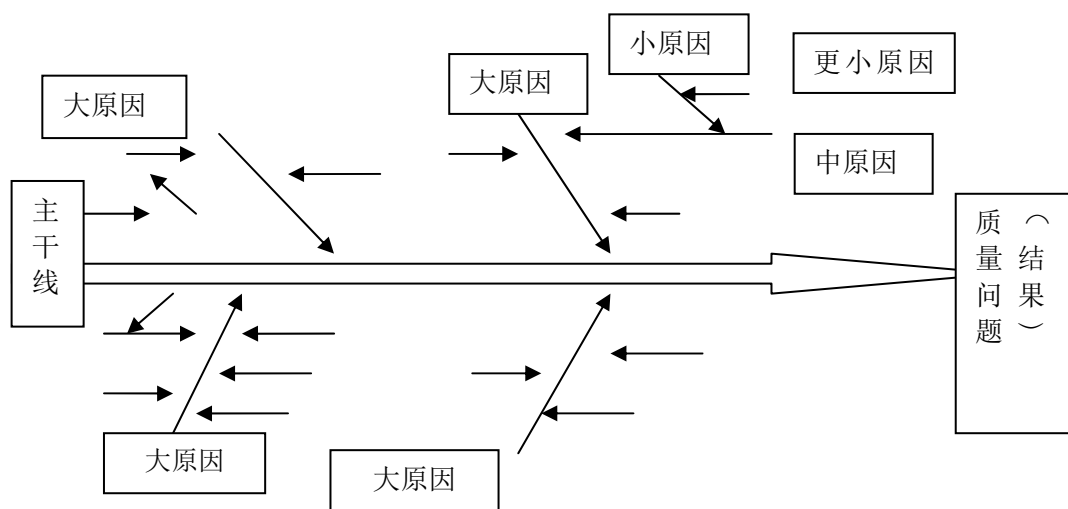 小原因
更小原因
大原因
大原因
中原因
主干线
质量问题
（结果）
大原因
大原因